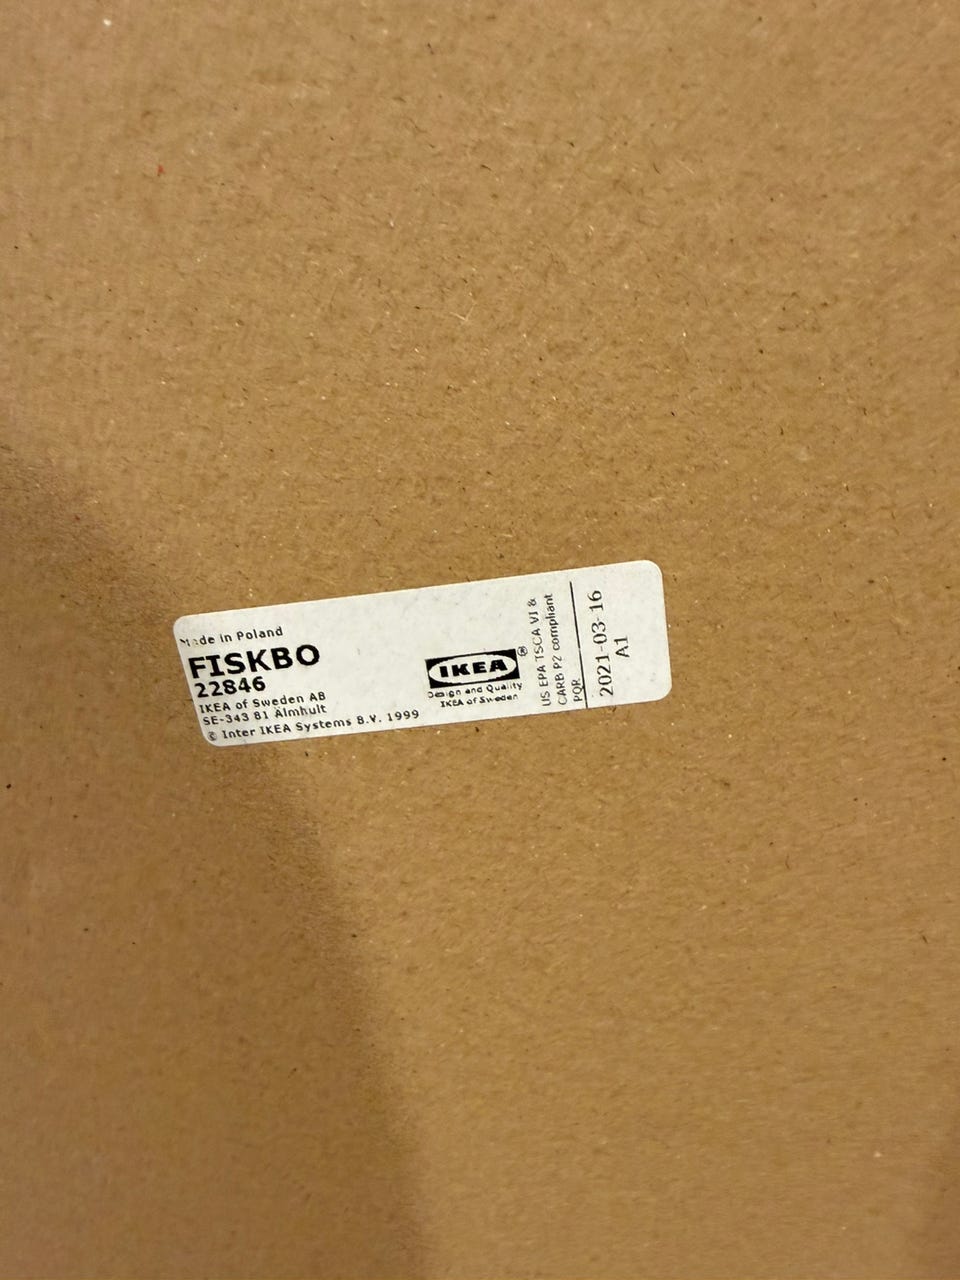 Made in Poland
FISKBO
22846
IKEA of Sweden AB
SE-343 81 Älmhult
© Inter IKEA Systems B.V. 1999
IKEA®
Design and Quality
IKEA of Sweden
US EPA TSCA VI &
CARB P2 compliant
PQR
2021-03-16
A1